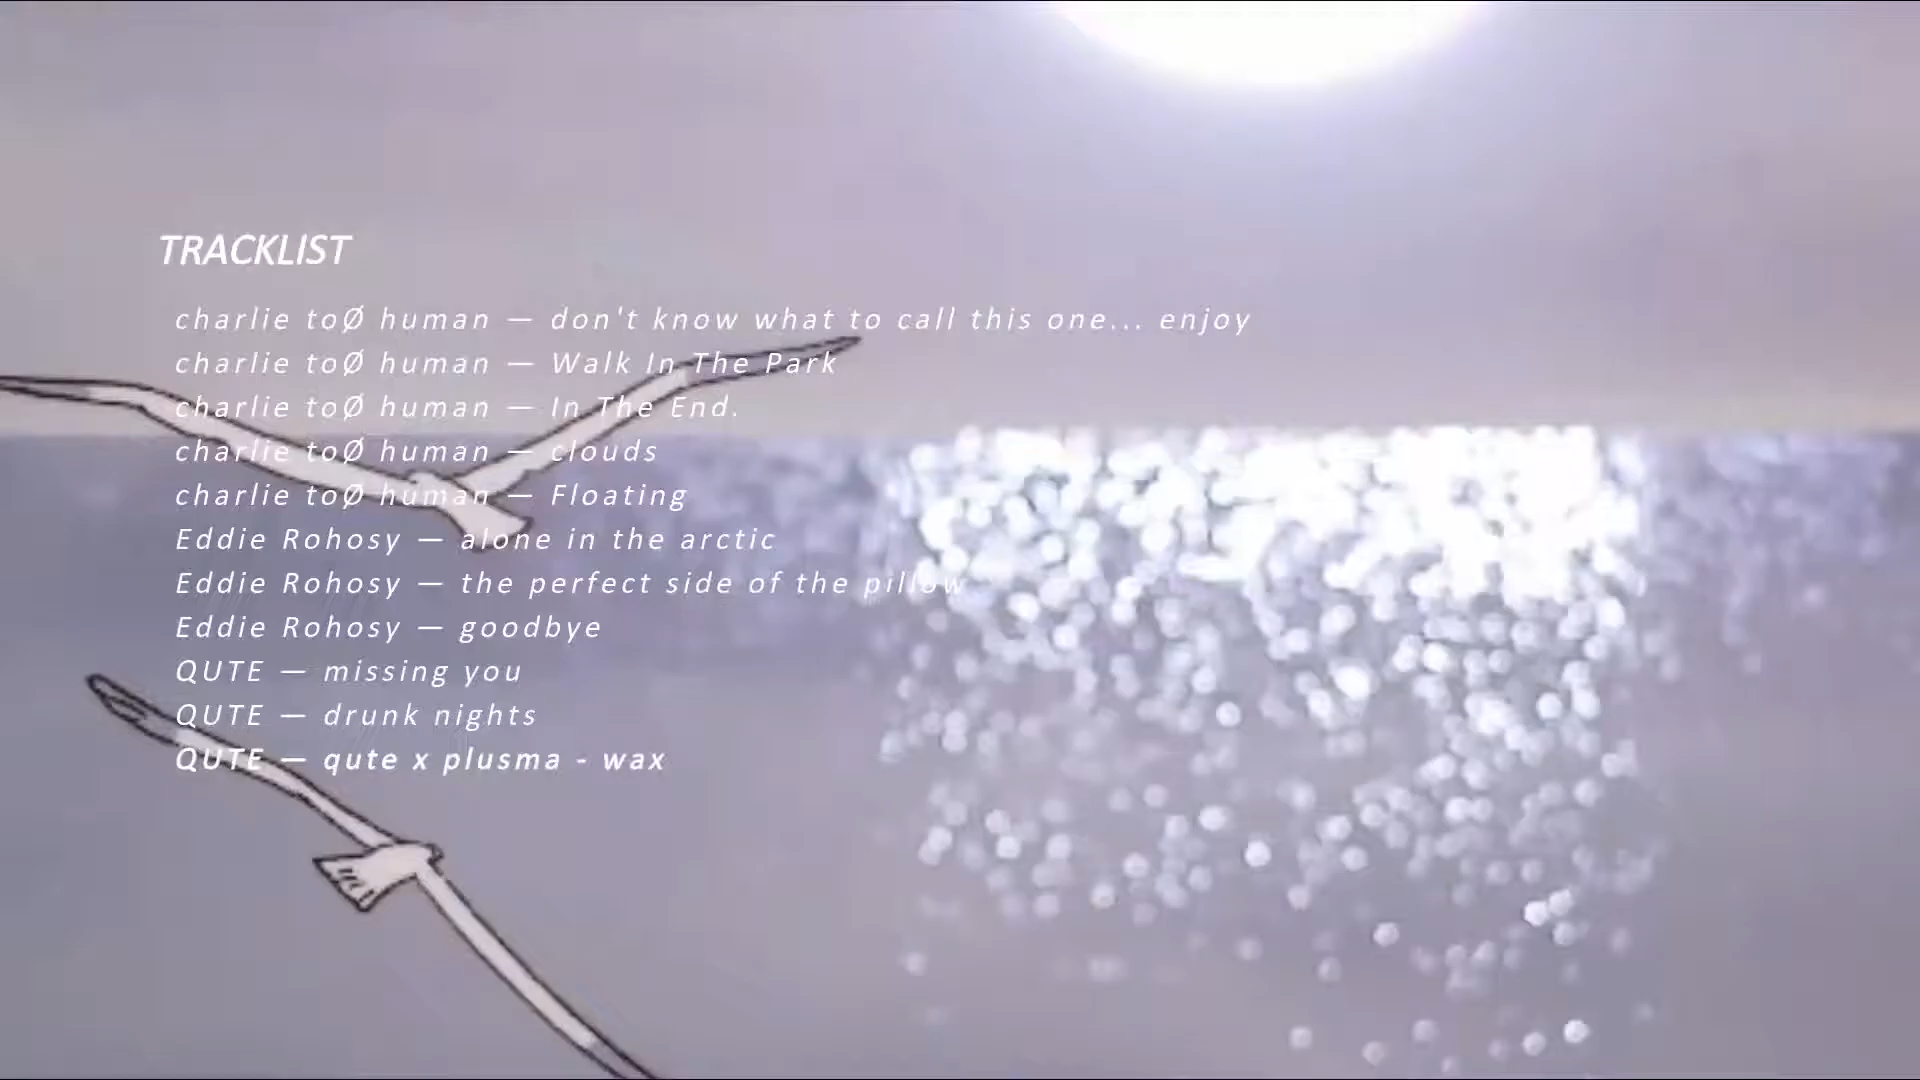 TRACKLIST
charlie toØ human — don't know what to call this one... enjoy
charlie toØ human — Walk In The Park
charlie toØ human — In The End.
charlie toØ human — clouds
charlie toØ human — Floating
Eddie Rohosy — alone in the arctic
Eddie Rohosy — the perfect side of the pillow
Eddie Rohosy — goodbye
QUTE — missing you
QUTE — drunk nights
QUTE — qute x plusma - wax